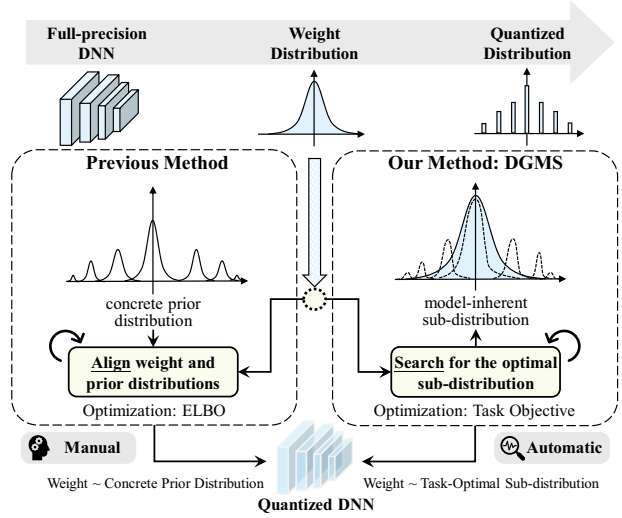 Full-precision
DNN
Weight
Distribution
Quantized
Distribution
Previous Method
Our Method: DGMS
concrete prior
distribution
model-inherent
sub-distribution
Align weight and
prior distributions
Search for the optimal
sub-distribution
Optimization: ELBO
Optimization: Task Objective
Manual
Automatic
Weight ~ Concrete Prior Distribution
Weight ~ Task-Optimal Sub-distribution
Quantized DNN